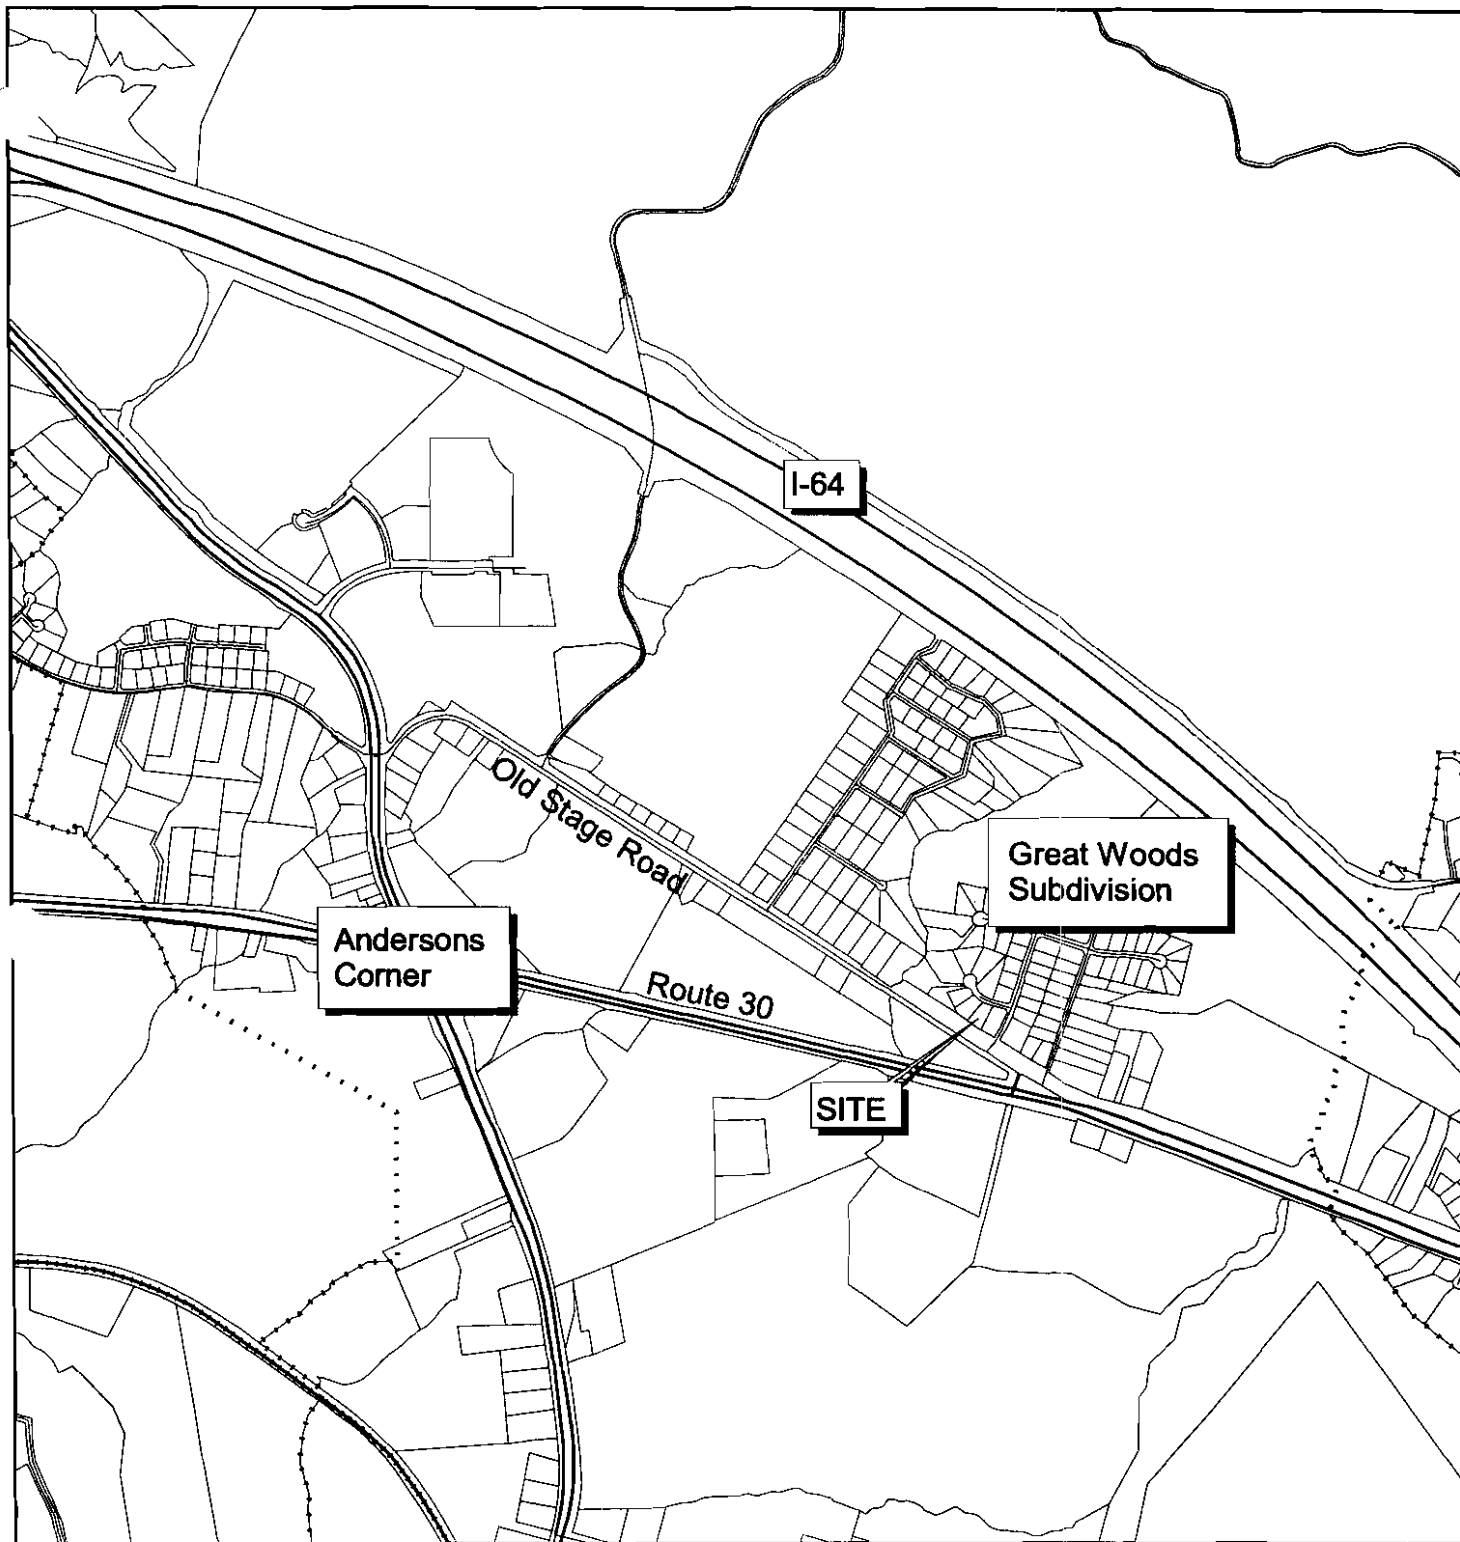 I-64
Old Stage Road
Great Woods
Subdivision
Andersons
Corner
Route 30
SITE